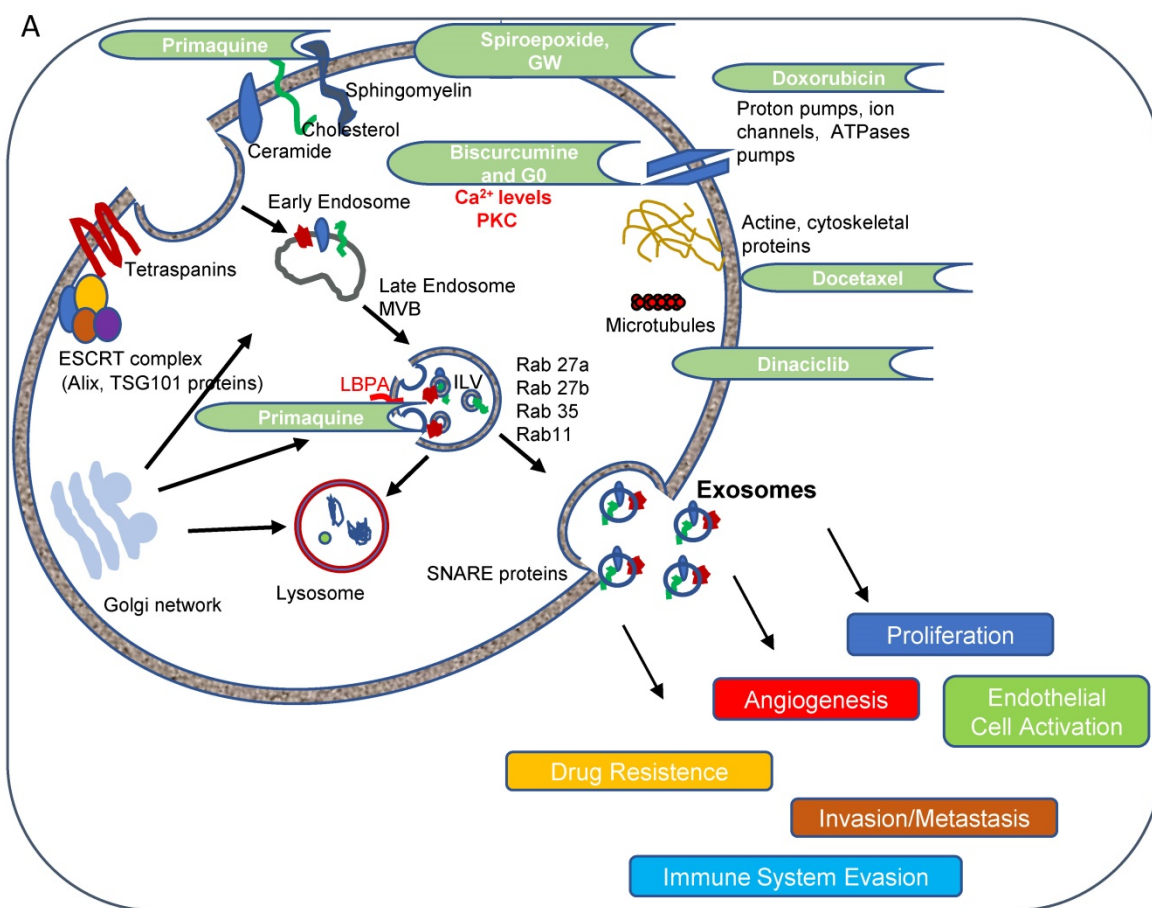 A
Primaquine
Spiroepoxide,
GW
Doxorubicin
Sphingomyelin
Proton pumps, ion
channels, ATPases
pumps
Cholesterol
Ceramide
Biscurcumine
and G0
Ca²⁺ levels
PKC
Early Endosome
Actine, cytoskeletal
proteins
Tetraspanins
Late Endosome
MVB
Docetaxel
Microtubules
ESCRT complex
(Alix, TSG101 proteins)
LBPA
ILV
Rab 27a
Rab 27b
Rab 35
Rab11
Dinaciclib
Primaquine
Exosomes
SNARE proteins
Lysosome
Golgi network
Proliferation
Angiogenesis
Endothelial
Cell Activation
Drug Resistence
Invasion/Metastasis
Immune System Evasion